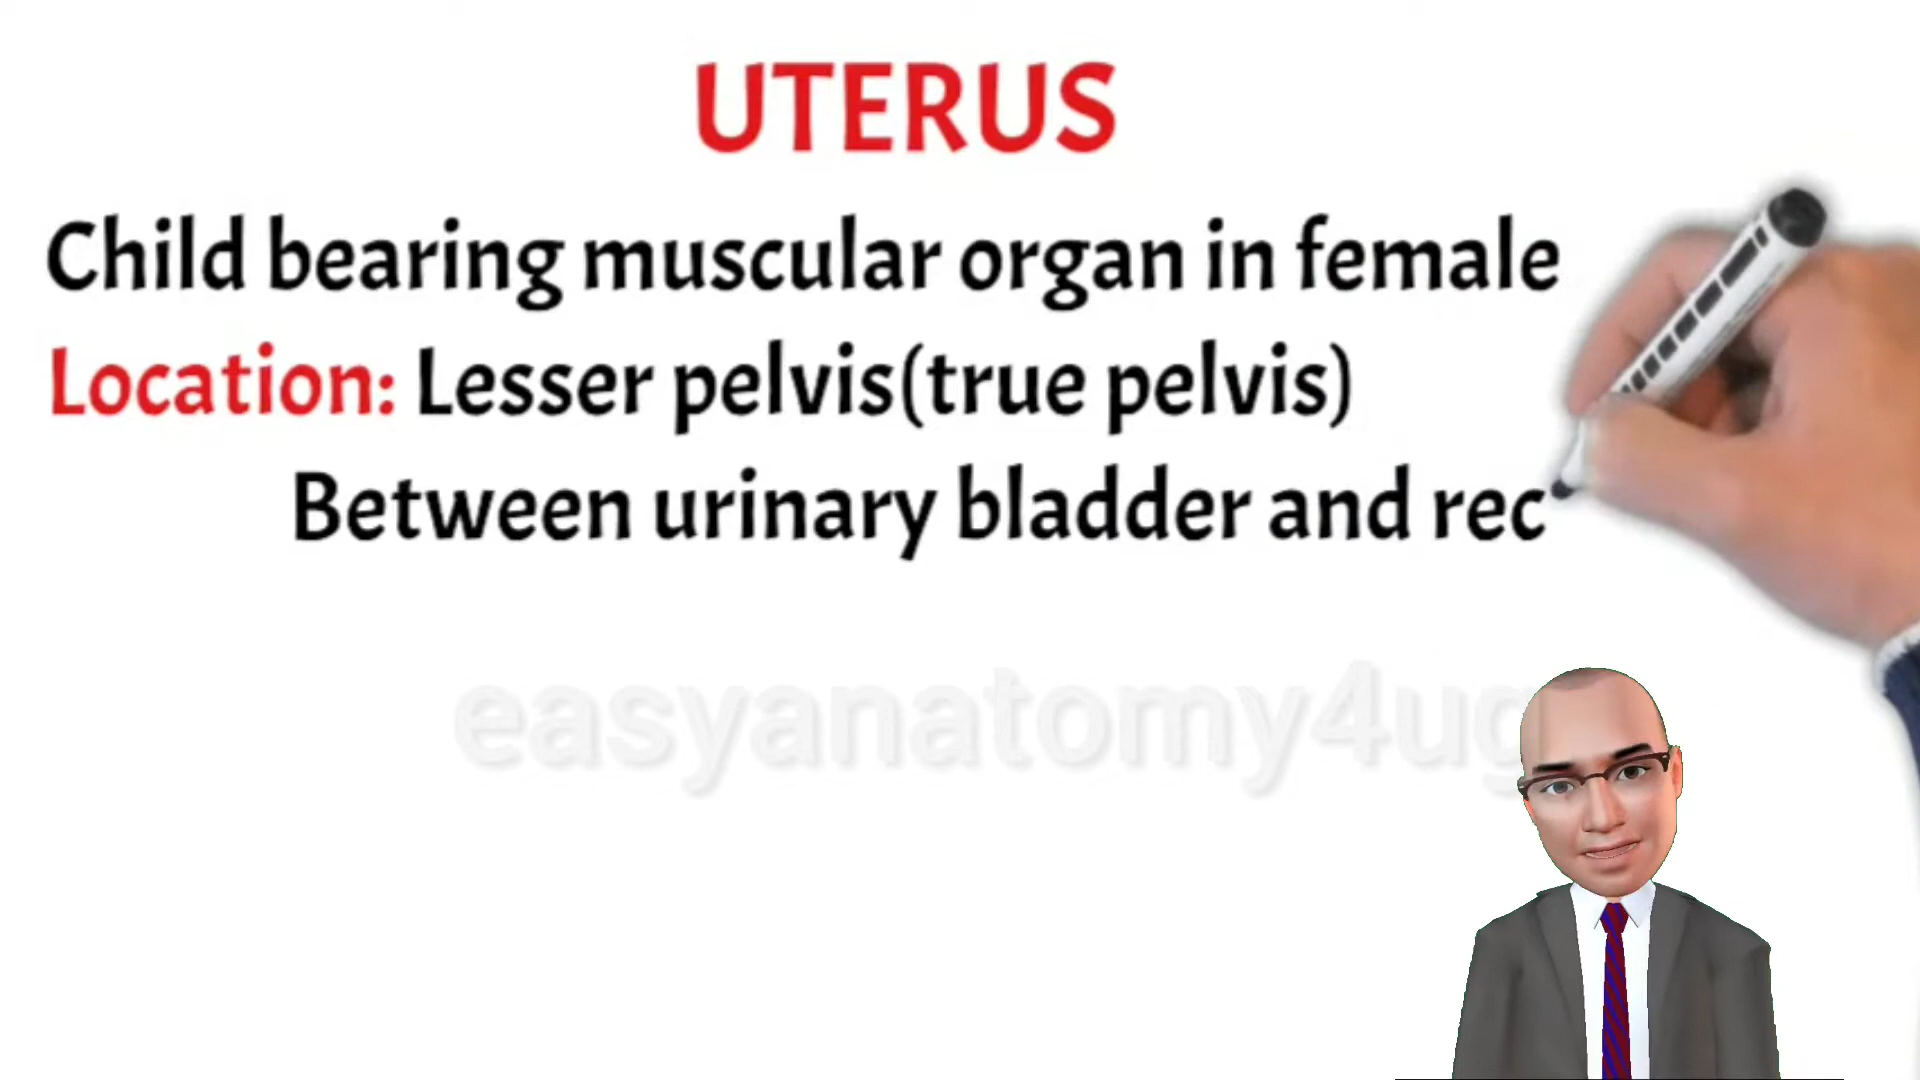 UTERUS
Child bearing muscular organ in female
Location: Lesser pelvis(true pelvis)
Between urinary bladder and rec
easyanatomy4ug